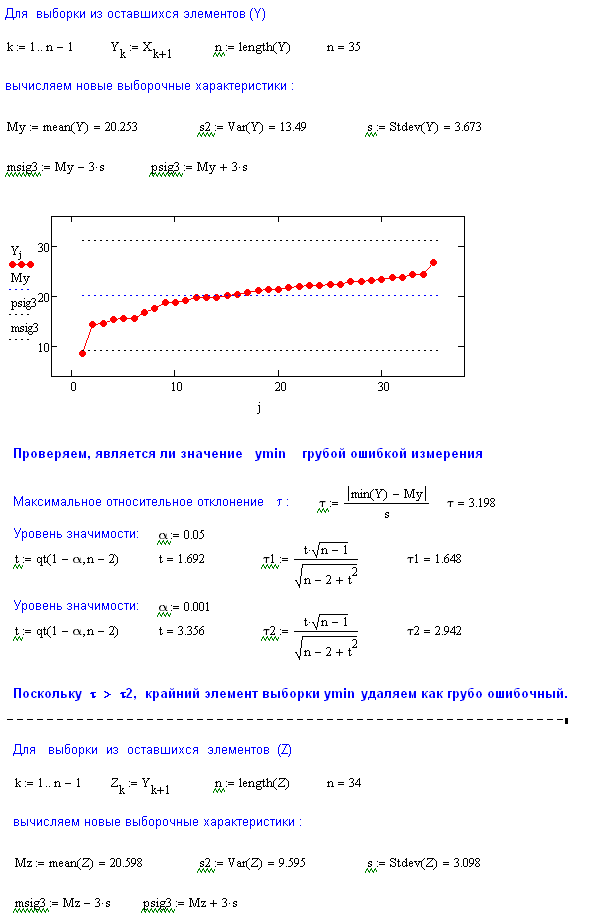 Для выборки из оставшихся элементов (Y)
k := 1.. n − 1 Yk := Xk+1 n := length(Y) n = 35
вычисляем новые выборочные характеристики :
My := mean(Y) = 20.253 s2 := Var(Y) = 13.49 s := Stdev(Y) = 3.673
msig3 := My − 3·s psig3 := My + 3·s
Yj
My
psig3
msig3
30
20
10
0 10 20 30
j
Проверяем, является ли значение ymin грубой ошибкой измерения
Максимальное относительное отклонение τ : τ := |min(Y) − My| / s τ = 3.198
Уровень значимости: α := 0.05
t := qt(1 − α, n − 2) t = 1.692 τ1 := t·√(n − 1) / √(n − 2 + t²) τ1 = 1.648
Уровень значимости: α := 0.001
t := qt(1 − α, n − 2) t = 3.356 τ2 := t·√(n − 1) / √(n − 2 + t²) τ2 = 2.942
Поскольку τ > τ2, крайний элемент выборки ymin удаляем как грубо ошибочный.
Для выборки из оставшихся элементов (Z)
k := 1.. n − 1 Zk := Yk+1 n := length(Z) n = 34
вычисляем новые выборочные характеристики :
Mz := mean(Z) = 20.598 s2 := Var(Z) = 9.595 s := Stdev(Z) = 3.098
msig3 := Mz − 3·s psig3 := Mz + 3·s